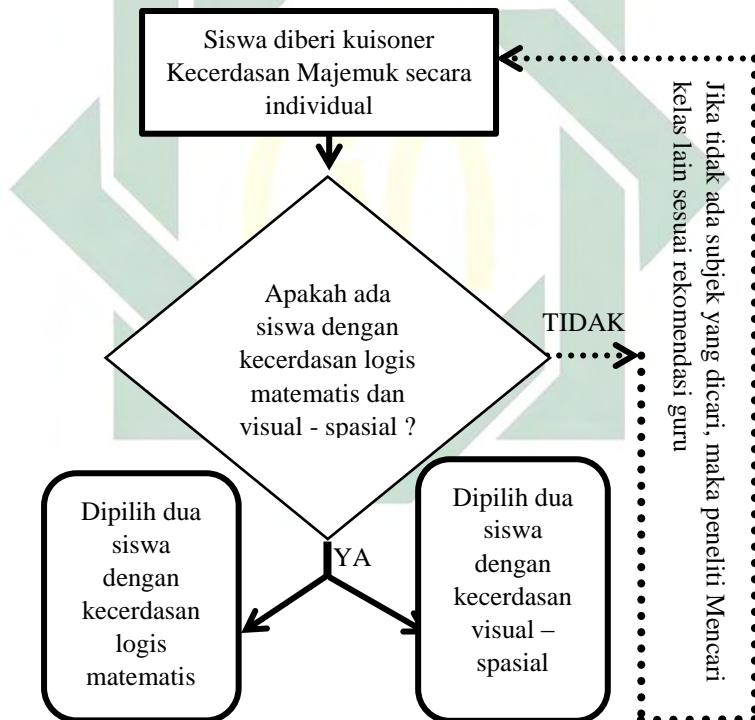 Siswa diberi kuisoner
Kecerdasan Majemuk secara
individual
Apakah ada
siswa dengan
kecerdasan logis
matematis dan
visual - spasial ?
TIDAK
Jika tidak ada subjek yang dicari, maka peneliti Mencari
kelas lain sesuai rekomendasi guru
YA
Dipilih dua
siswa
dengan
kecerdasan
logis
matematis
Dipilih dua
siswa
dengan
kecerdasan
visual –
spasial